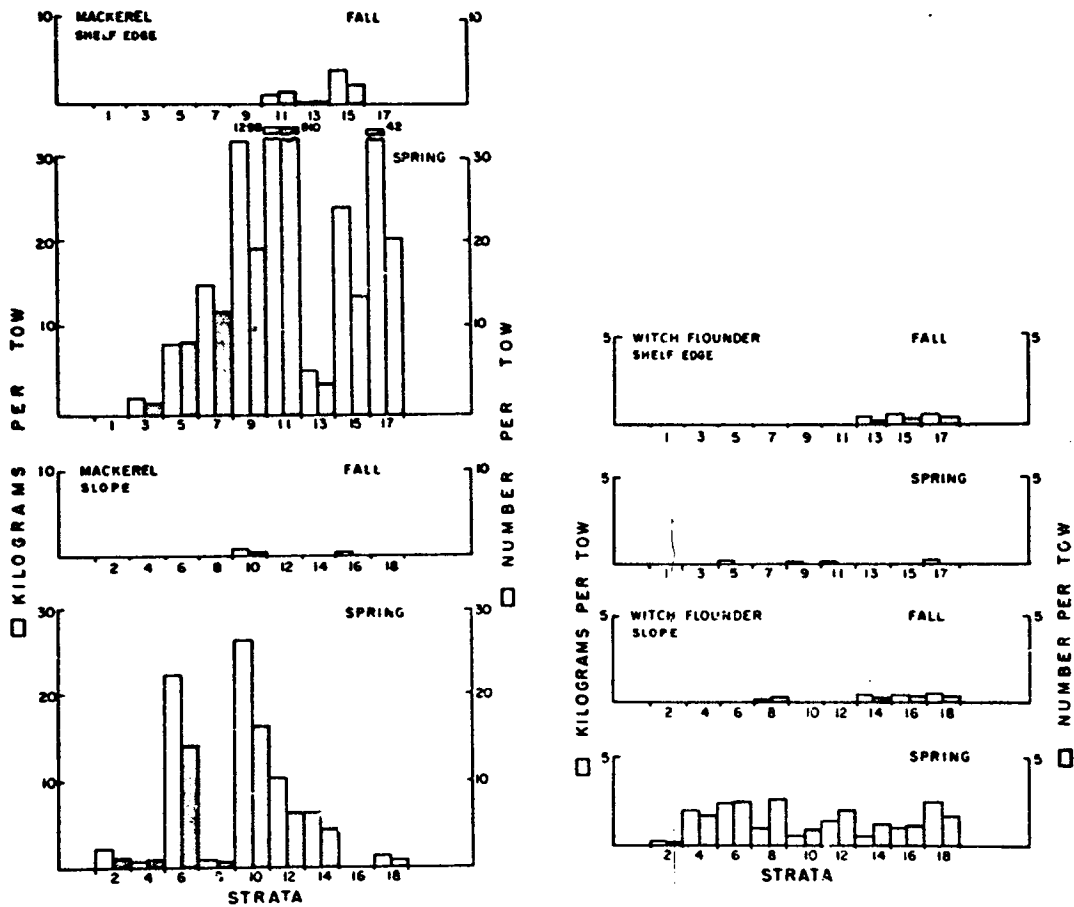 10 MACKEREL FALL 10
SHELF EDGE
1 3 5 7 9 11 13 15 17
1298 810 42
30 SPRING 30
20 20
10 10
1 3 5 7 9 11 13 15 17
10 MACKEREL FALL 10
SLOPE
2 4 6 8 10 12 14 16 18
30 SPRING 30
20 20
10 10
2 4 6 10 12 14 16 18
STRATA
KILOGRAMS PER TOW
NUMBER PER TOW
5 WITCH FLOUNDER FALL 5
SHELF EDGE
1 3 5 7 9 11 13 15 17
5 SPRING 5
1 3 5 7 9 11 13 15 17
5 WITCH FLOUNDER FALL 5
SLOPE
2 4 6 8 10 12 14 16 18
5 SPRING 5
2 4 6 8 10 12 14 16 18
STRATA
KILOGRAMS PER TOW
NUMBER PER TOW